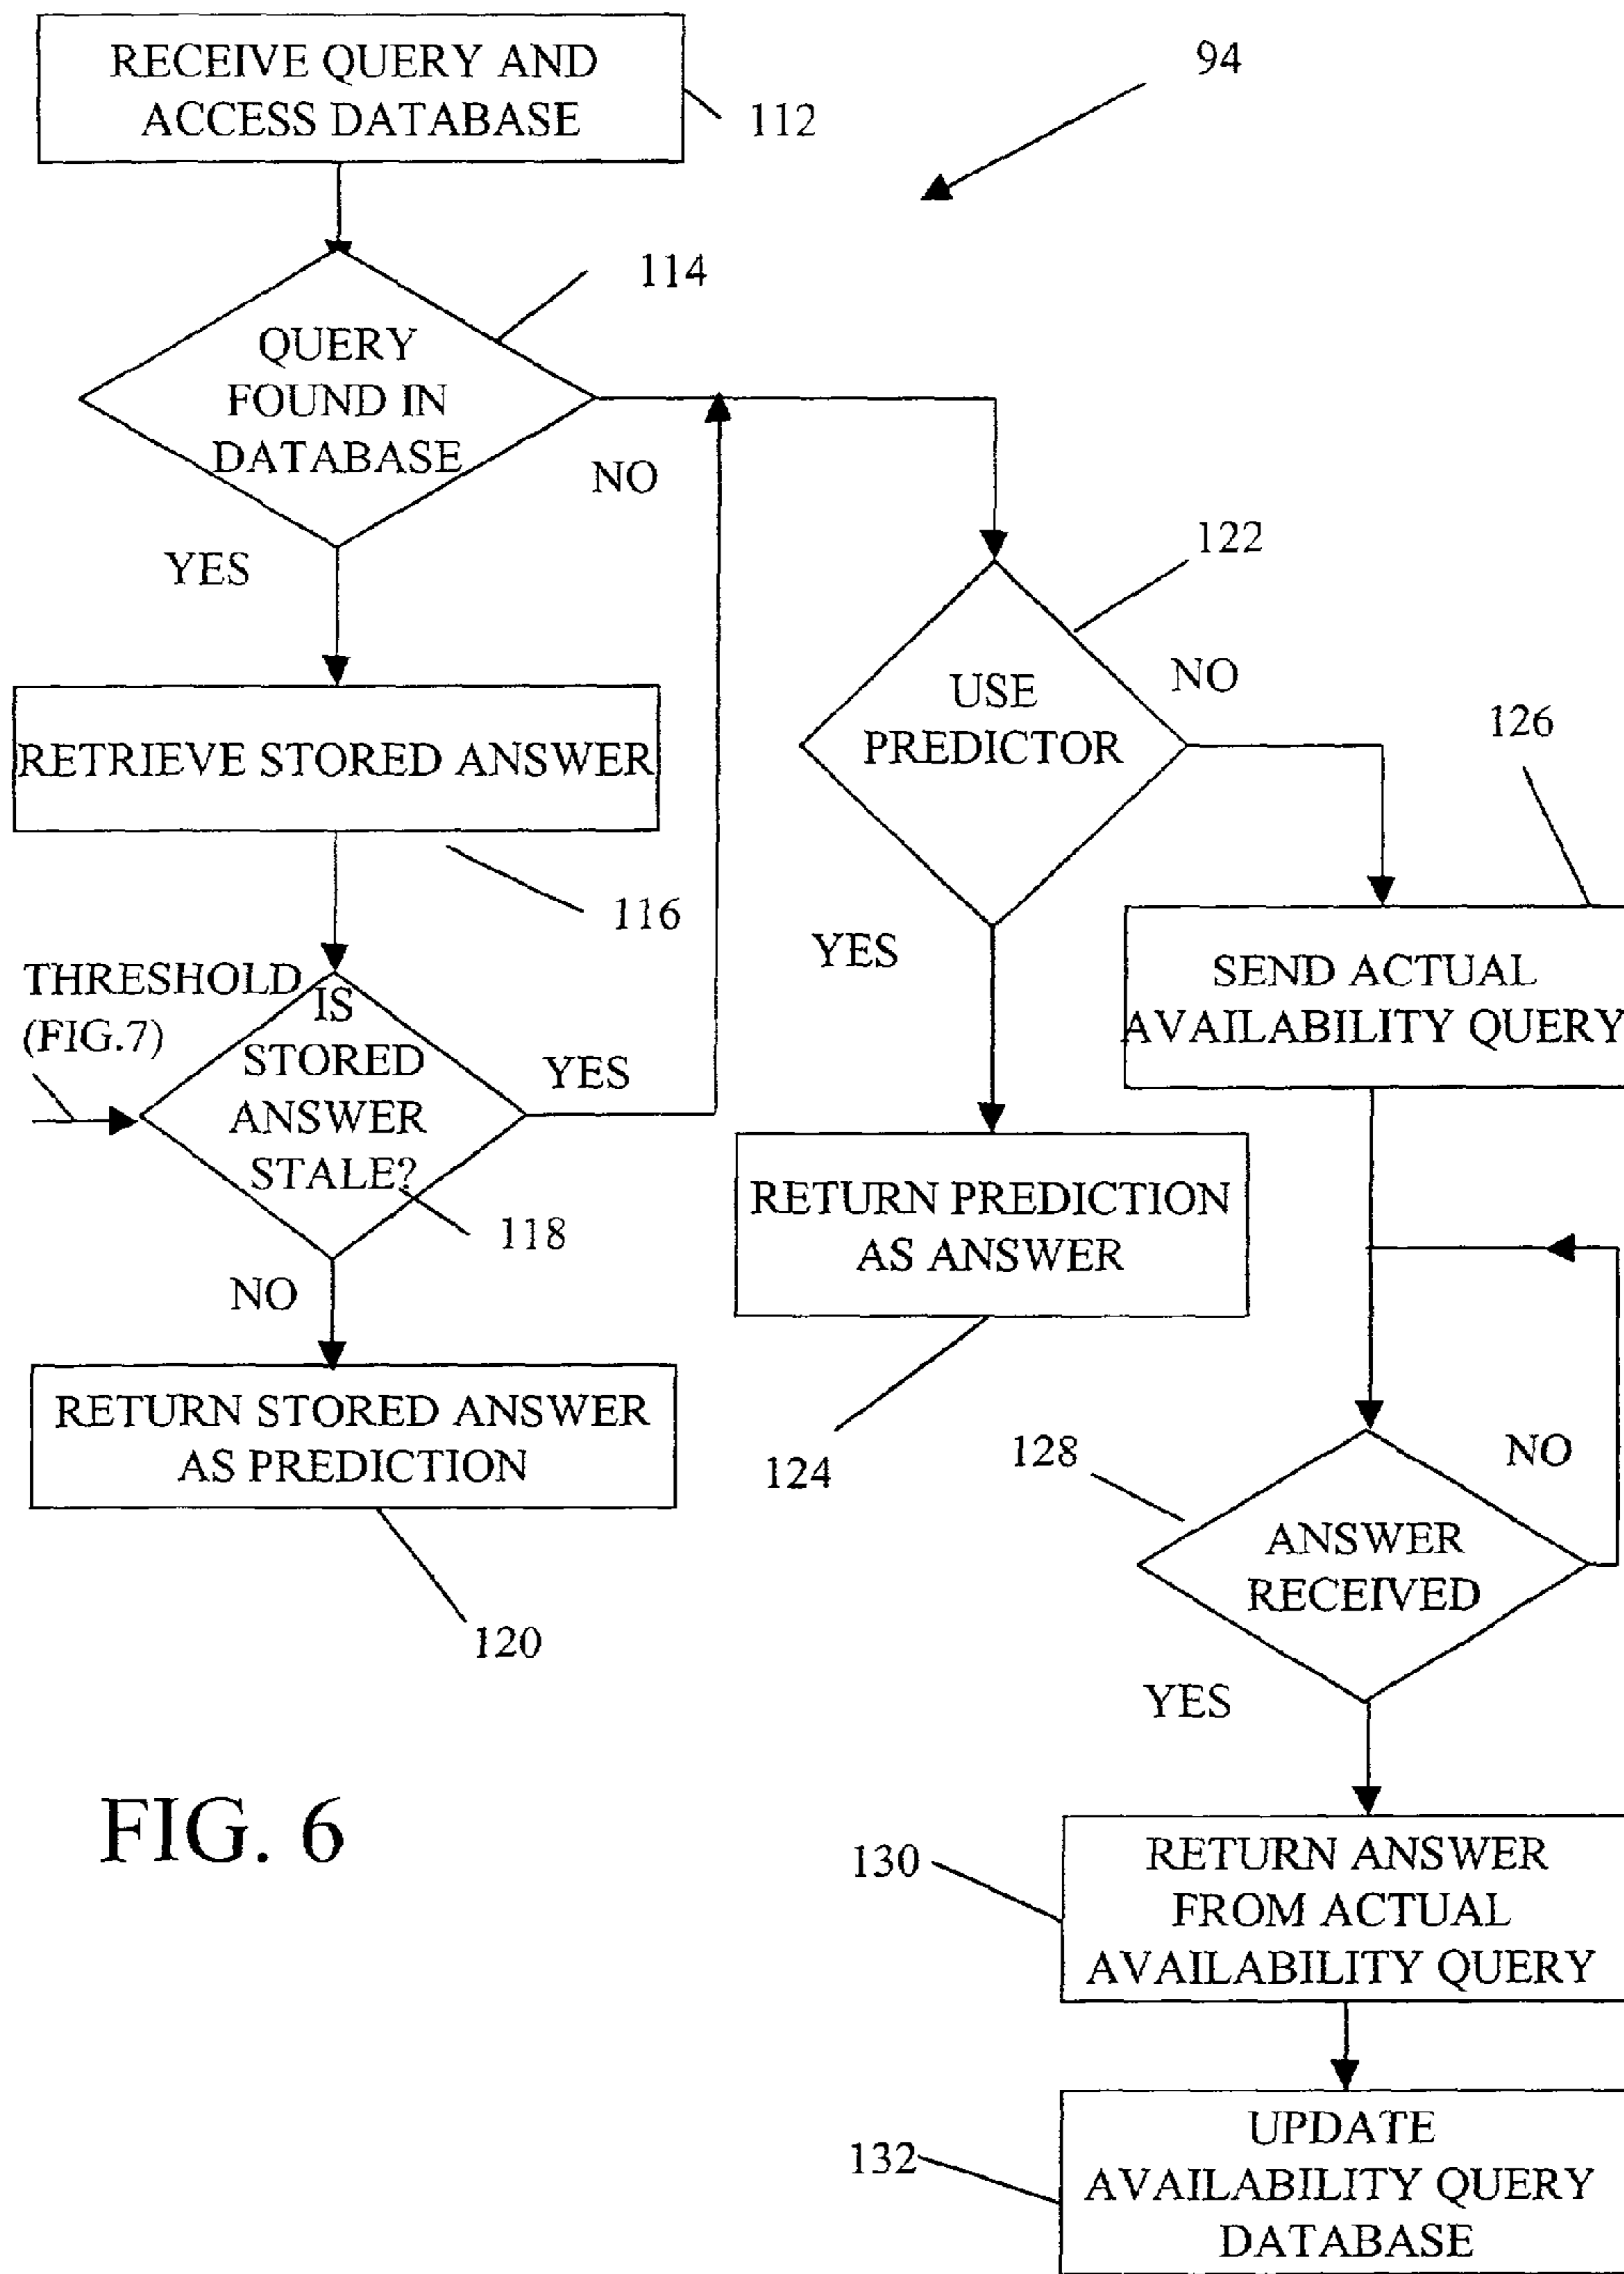 RECEIVE QUERY AND
ACCESS DATABASE
112
94
QUERY
FOUND IN
DATABASE
114
NO
YES
RETRIEVE STORED ANSWER
116
THRESHOLD
(FIG.7)
IS
STORED
ANSWER
STALE?
118
YES
NO
RETURN STORED ANSWER
AS PREDICTION
120
USE
PREDICTOR
122
NO
YES
RETURN PREDICTION
AS ANSWER
124
126
SEND ACTUAL
AVAILABILITY QUERY
128
ANSWER
RECEIVED
NO
YES
130
RETURN ANSWER
FROM ACTUAL
AVAILABILITY QUERY
132
UPDATE
AVAILABILITY QUERY
DATABASE
FIG. 6